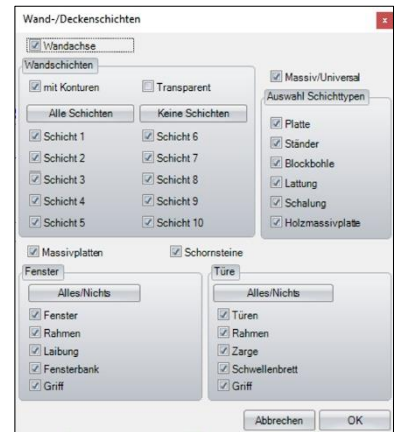 Wand-/Deckenschichten
x
Wandachse
Wandschichten
mit Konturen
Transparent
Alle Schichten
Keine Schichten
Schicht 1
Schicht 6
Schicht 2
Schicht 7
Schicht 3
Schicht 8
Schicht 4
Schicht 9
Schicht 5
Schicht 10
Massiv/Universal
Auswahl Schichttypen
Platte
Ständer
Blockbohle
Lattung
Schalung
Holzmassivplatte
Massivplatten
Schornsteine
Fenster
Alles/Nichts
Fenster
Rahmen
Laibung
Fensterbank
Griff
Türe
Alles/Nichts
Türen
Rahmen
Zarge
Schwellenbrett
Griff
Abbrechen
OK